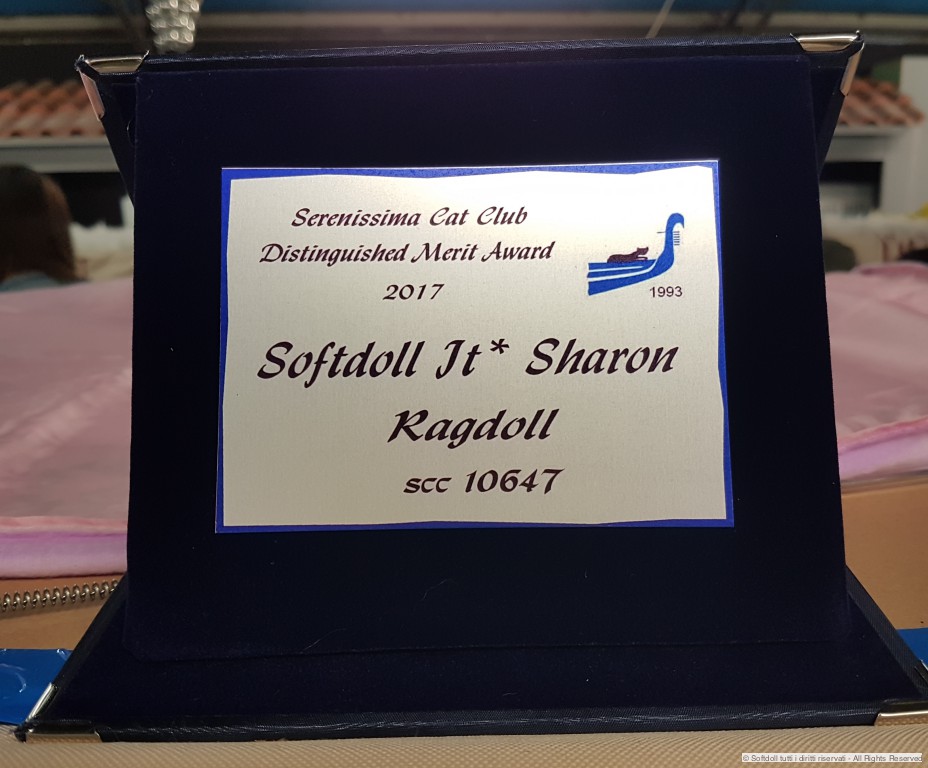 Serenissima Cat Club
Distinguished Merit Award
2017
1993
Softdoll It* Sharon
Ragdoll
scc 10647
© Softdoll tutti i diritti riservati - All Rights Reserved